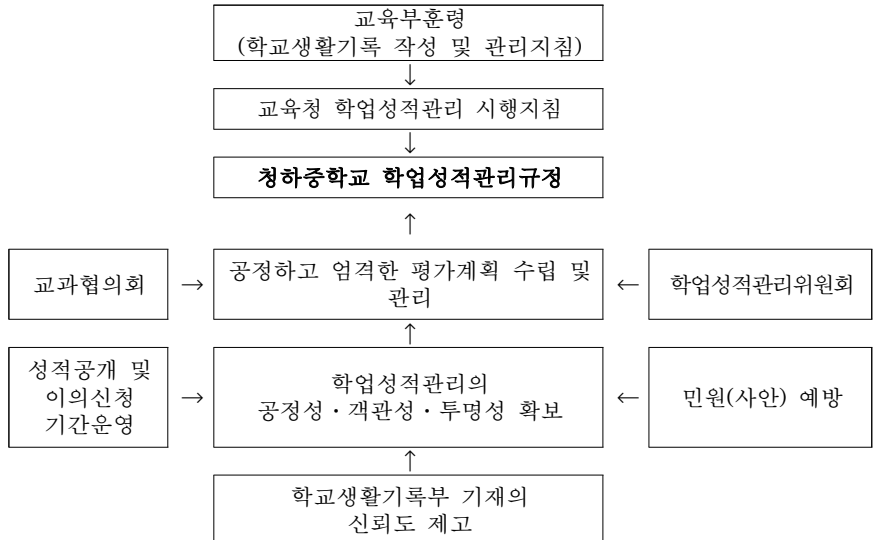 교육부훈령
(학교생활기록 작성 및 관리지침)
↓
교육청 학업성적관리 시행지침
↓
청하중학교 학업성적관리규정
↑
교과협의회
→
공정하고 엄격한 평가계획 수립 및
관리
←
학업성적관리위원회
↑
성적공개 및
이의신청
기간운영
→
학업성적관리의
공정성・객관성・투명성 확보
←
민원(사안) 예방
↑
학교생활기록부 기재의
신뢰도 제고